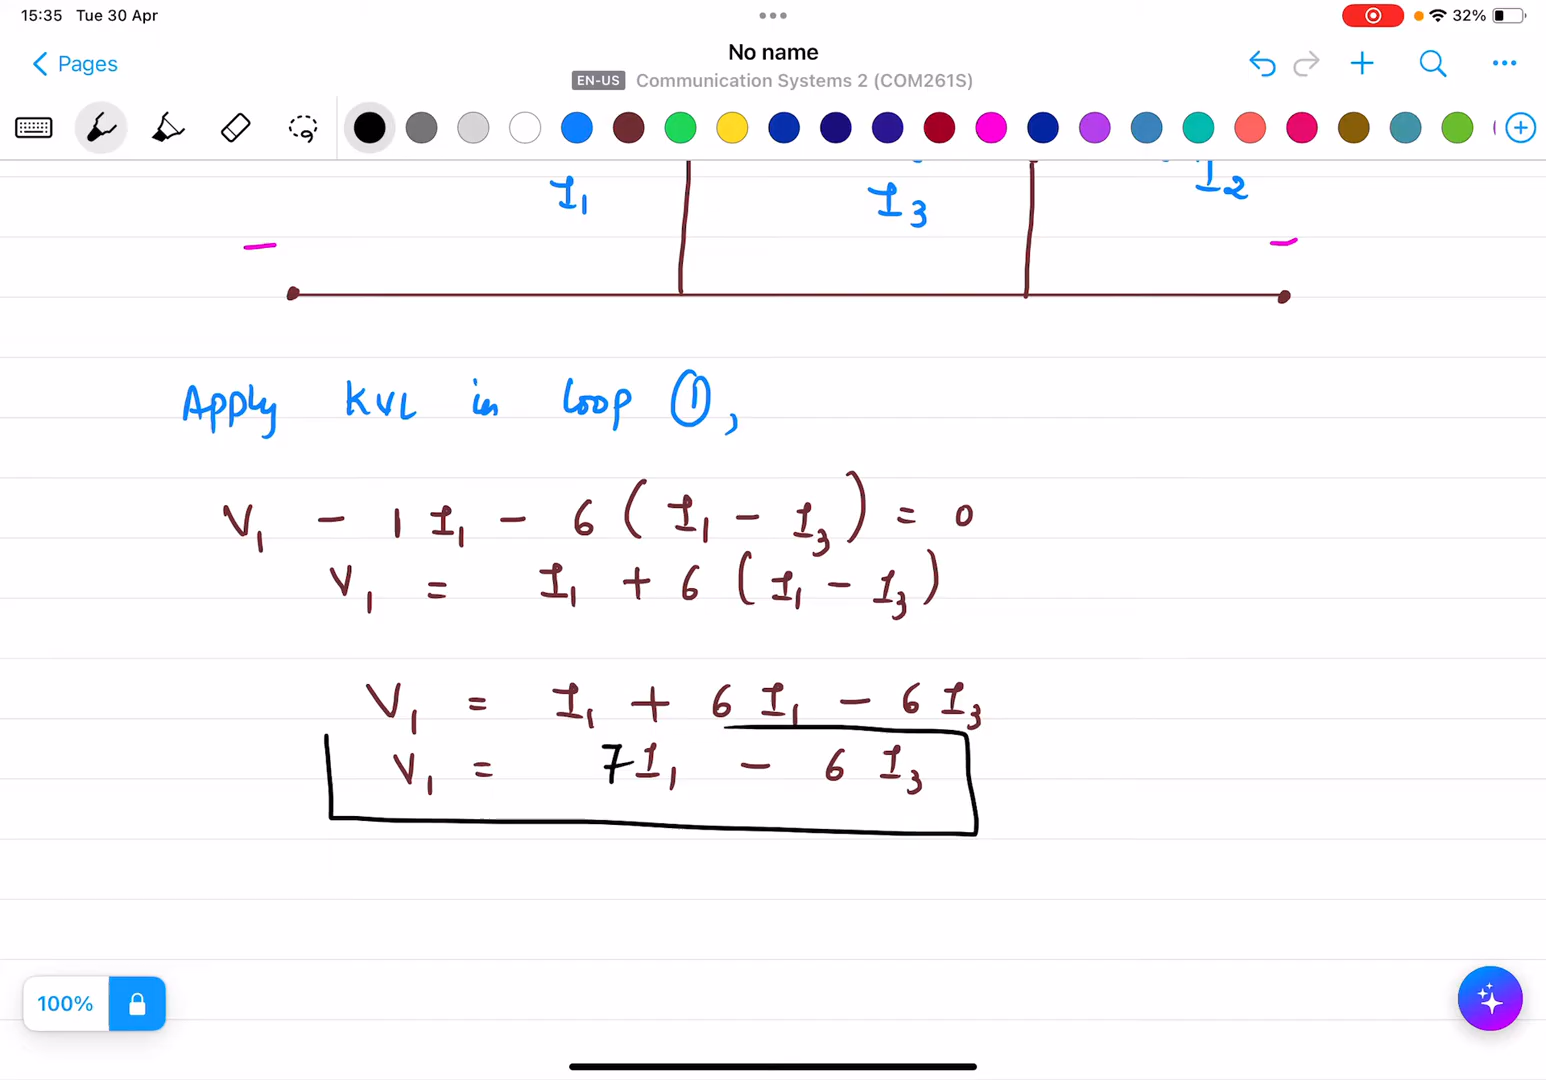 15:35 Tue 30 Apr
32%
Pages
No name
EN-US Communication Systems 2 (COM261S)
I₁ I₃ I₂
Apply KVL in loop ①,
V₁ - 1 I₁ - 6 ( I₁ - I₃ ) = 0
V₁ = I₁ + 6 ( I₁ - I₃ )
V₁ = I₁ + 6 I₁ - 6 I₃
V₁ = 7 I₁ - 6 I₃
100%